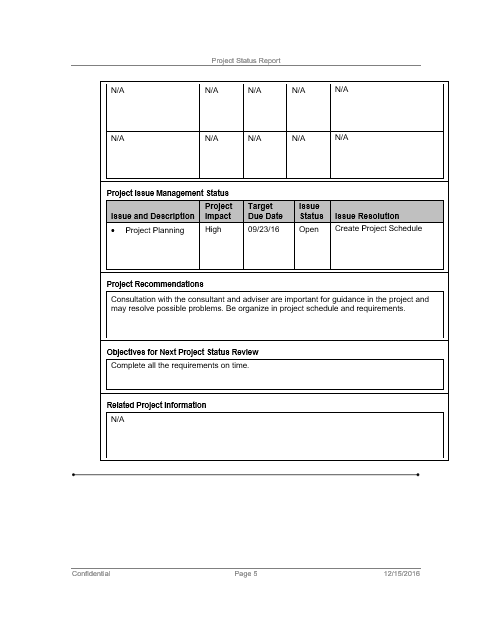 Project Status Report
N/A N/A N/A N/A N/A
N/A N/A N/A N/A N/A
Project Issue Management Status
Issue and Description Project Impact Target Due Date Issue Status Issue Resolution
• Project Planning High 09/23/16 Open Create Project Schedule
Project Recommendations
Consultation with the consultant and adviser are important for guidance in the project and
may resolve possible problems. Be organize in project schedule and requirements.
Objectives for Next Project Status Review
Complete all the requirements on time.
Related Project Information
N/A
Confidential Page 5 12/15/2016